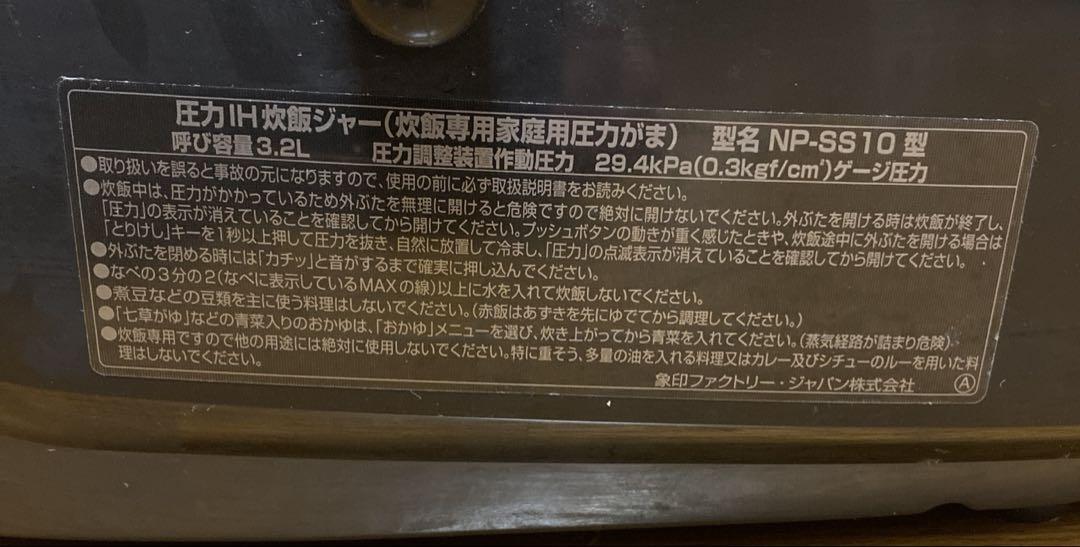 圧力IH炊飯ジャー(炊飯専用家庭用圧力がま) 型名 NP-SS10 型
呼び容量3.2L 圧力調整装置作動圧力 29.4kPa(0.3kgf/c㎡)ゲージ圧力
●取り扱いを誤ると事故の元になりますので、使用の前に必ず取扱説明書をお読みください。
●炊飯中は、圧力がかかっているため外ぶたを無理に開けると危険ですので絶対に開けないでください。外ぶたを開ける時は炊飯が終了し、
「圧力」の表示が消えていることを確認してから開けてください。プッシュボタンの動きが重く感じたときや、炊飯途中に外ぶたを開ける場合は
「とりけし」キーを1秒以上押して圧力を抜き、自然に放置して冷まし、「圧力」の点滅表示が消えていることを確認してから開けてください。
●外ぶたを閉める時には「カチッ」と音がするまで確実に押し込んでください。
●なべの3分の2(なべに表示しているMAXの線)以上に水を入れて炊飯しないでください。
●煮豆などの豆類を主に使う料理はしないでください。(赤飯はあずきを先にゆでてから調理してください。)
●「七草がゆ」などの青菜入りのおかゆは、「おかゆ」メニューを選び、炊き上がってから青菜を入れてください。(蒸気経路が詰まり危険)
●炊飯専用ですので他の用途には絶対に使用しないでください。特に重そう、多量の油を入れる料理又はカレー及びシチューのルーを用いた料
理はしないでください。
象印ファクトリー・ジャパン株式会社 Ⓐ